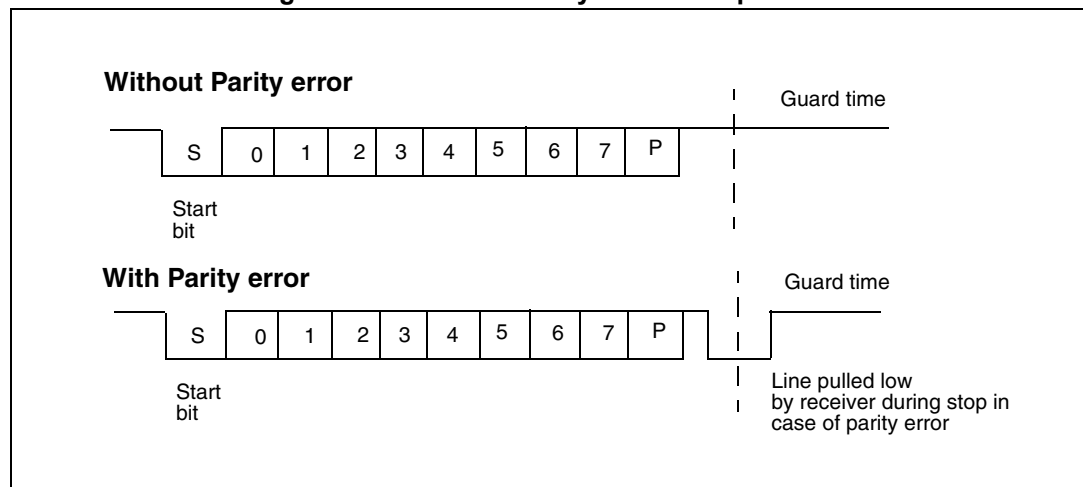 Without Parity error
Guard time
S 0 1 2 3 4 5 6 7 P
Start
bit
With Parity error
Guard time
S 0 1 2 3 4 5 6 7 P
Start
bit
Line pulled low
by receiver during stop in
case of parity error